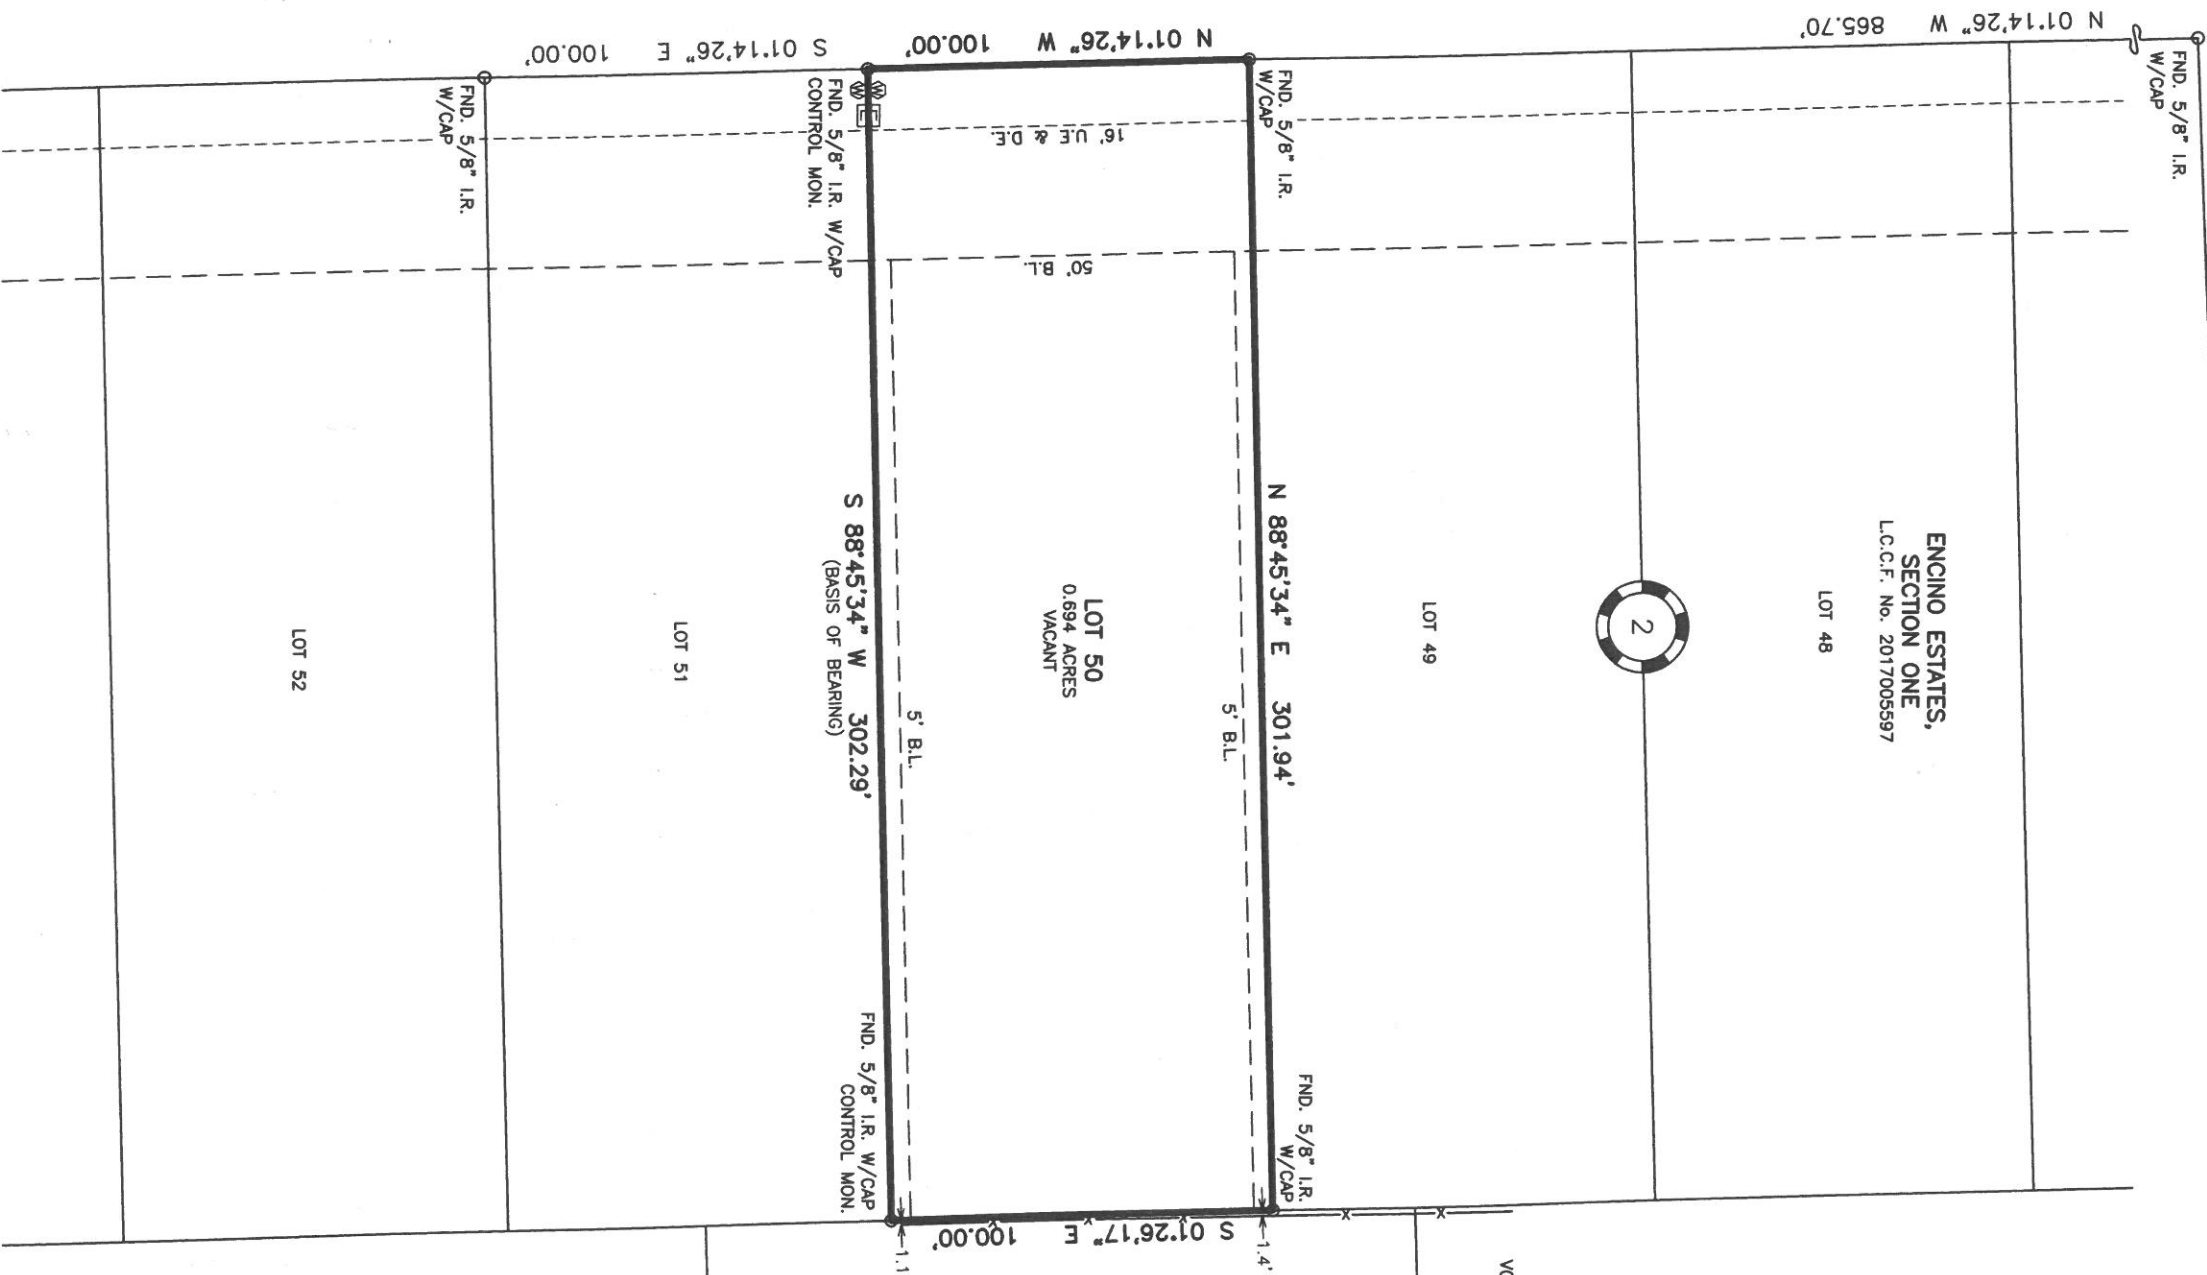 N 01°14'26" W 865.70'
N 01°14'26" W 100.00'
S 01°14'26" E 100.00'
FND. 5/8" I.R.
W/CAP
FND. 5/8" I.R.
W/CAP
FND. 5/8" I.R. W/CAP
CONTROL MON.
FND. 5/8" I.R.
W/CAP
W
W
16' U.E & D.E.
50' B.L.
ENCINO ESTATES,
SECTION ONE
L.C.C.F. No. 2017005597
LOT 48
2
LOT 49
N 88°45'34" E 301.94'
5' B.L.
LOT 50
0.694 ACRES
VACANT
5' B.L.
S 88°45'34" W 302.29'
(BASIS OF BEARING)
LOT 51
LOT 52
FND. 5/8" I.R.
W/CAP
FND. 5/8" I.R. W/CAP
CONTROL MON.
S 01°26'17" E 100.00'
1.4'
1.1